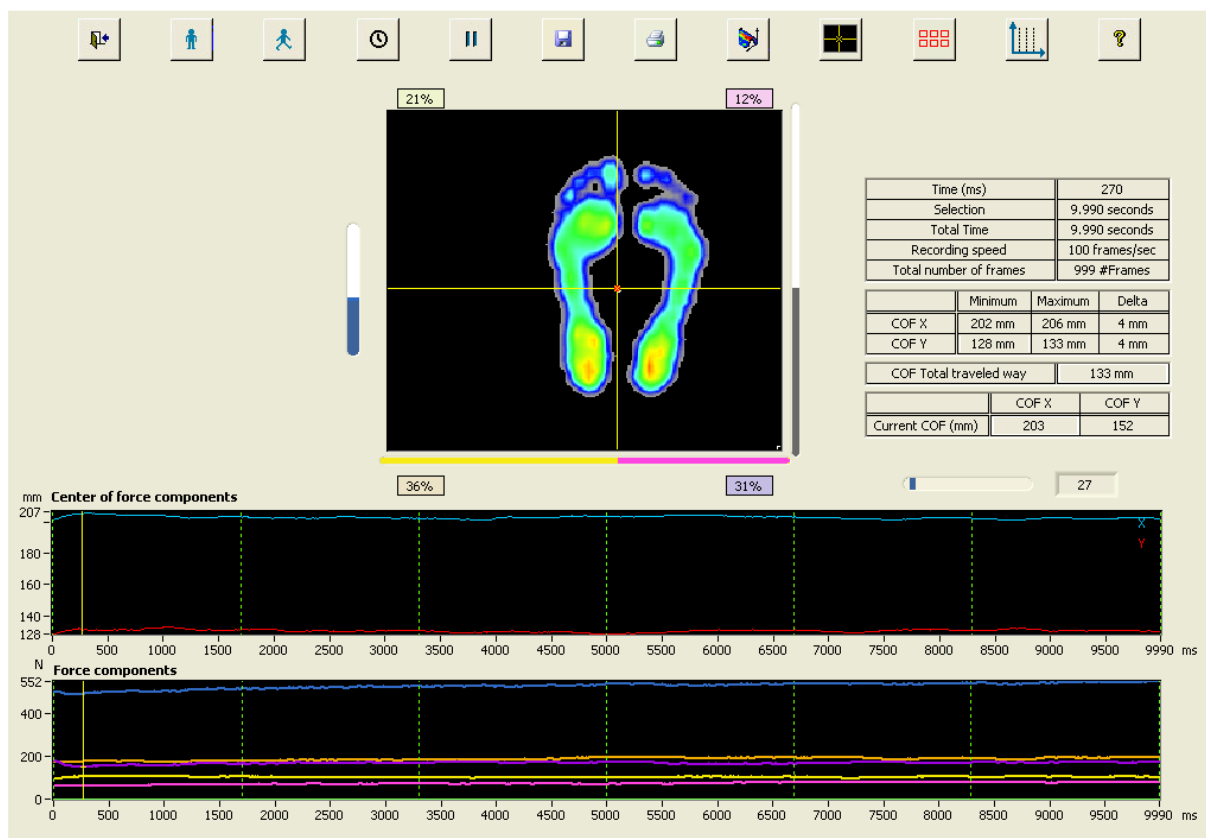 ?
21% 12%
Time (ms) 270
Selection 9.990 seconds
Total Time 9.990 seconds
Recording speed 100 frames/sec
Total number of frames 999 #Frames
Minimum Maximum Delta
COF X 202 mm 206 mm 4 mm
COF Y 128 mm 133 mm 4 mm
COF Total traveled way 133 mm
COF X COF Y
Current COF (mm) 203 152
36% 31%
27
mm Center of force components
207
180
160
140
128
X
Y
0 500 1000 1500 2000 2500 3000 3500 4000 4500 5000 5500 6000 6500 7000 7500 8000 8500 9000 9500 9990 ms
N Force components
552
400
200
0
0 500 1000 1500 2000 2500 3000 3500 4000 4500 5000 5500 6000 6500 7000 7500 8000 8500 9000 9500 9990 ms